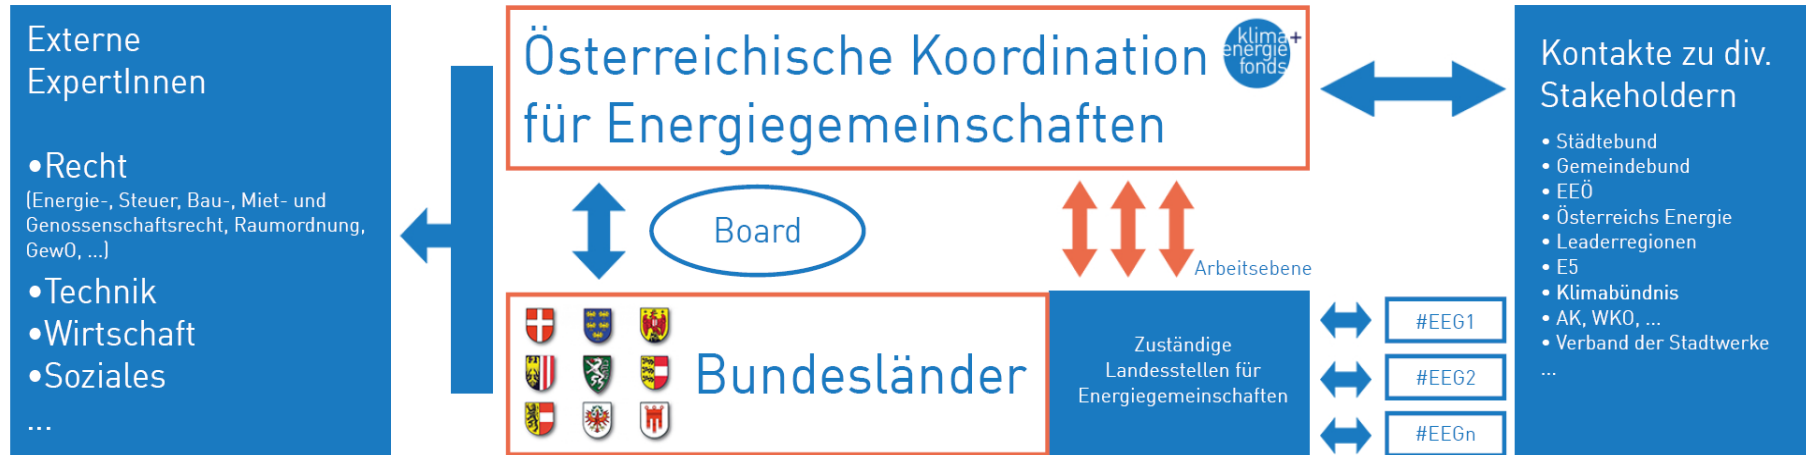 Externe
ExpertInnen
•Recht
(Energie-, Steuer, Bau-, Miet- und
Genossenschaftsrecht, Raumordnung,
GewO, ...)
•Technik
•Wirtschaft
•Soziales
...
Österreichische Koordination
für Energiegemeinschaften
klima+
energie
fonds
Board
Arbeitsebene
Bundesländer
Zuständige
Landesstellen für
Energiegemeinschaften
#EEG1
#EEG2
#EEGn
Kontakte zu div.
Stakeholdern
• Städtebund
• Gemeindebund
• EEÖ
• Österreichs Energie
• Leaderregionen
• E5
• Klimabündnis
• AK, WKO, ...
• Verband der Stadtwerke
...